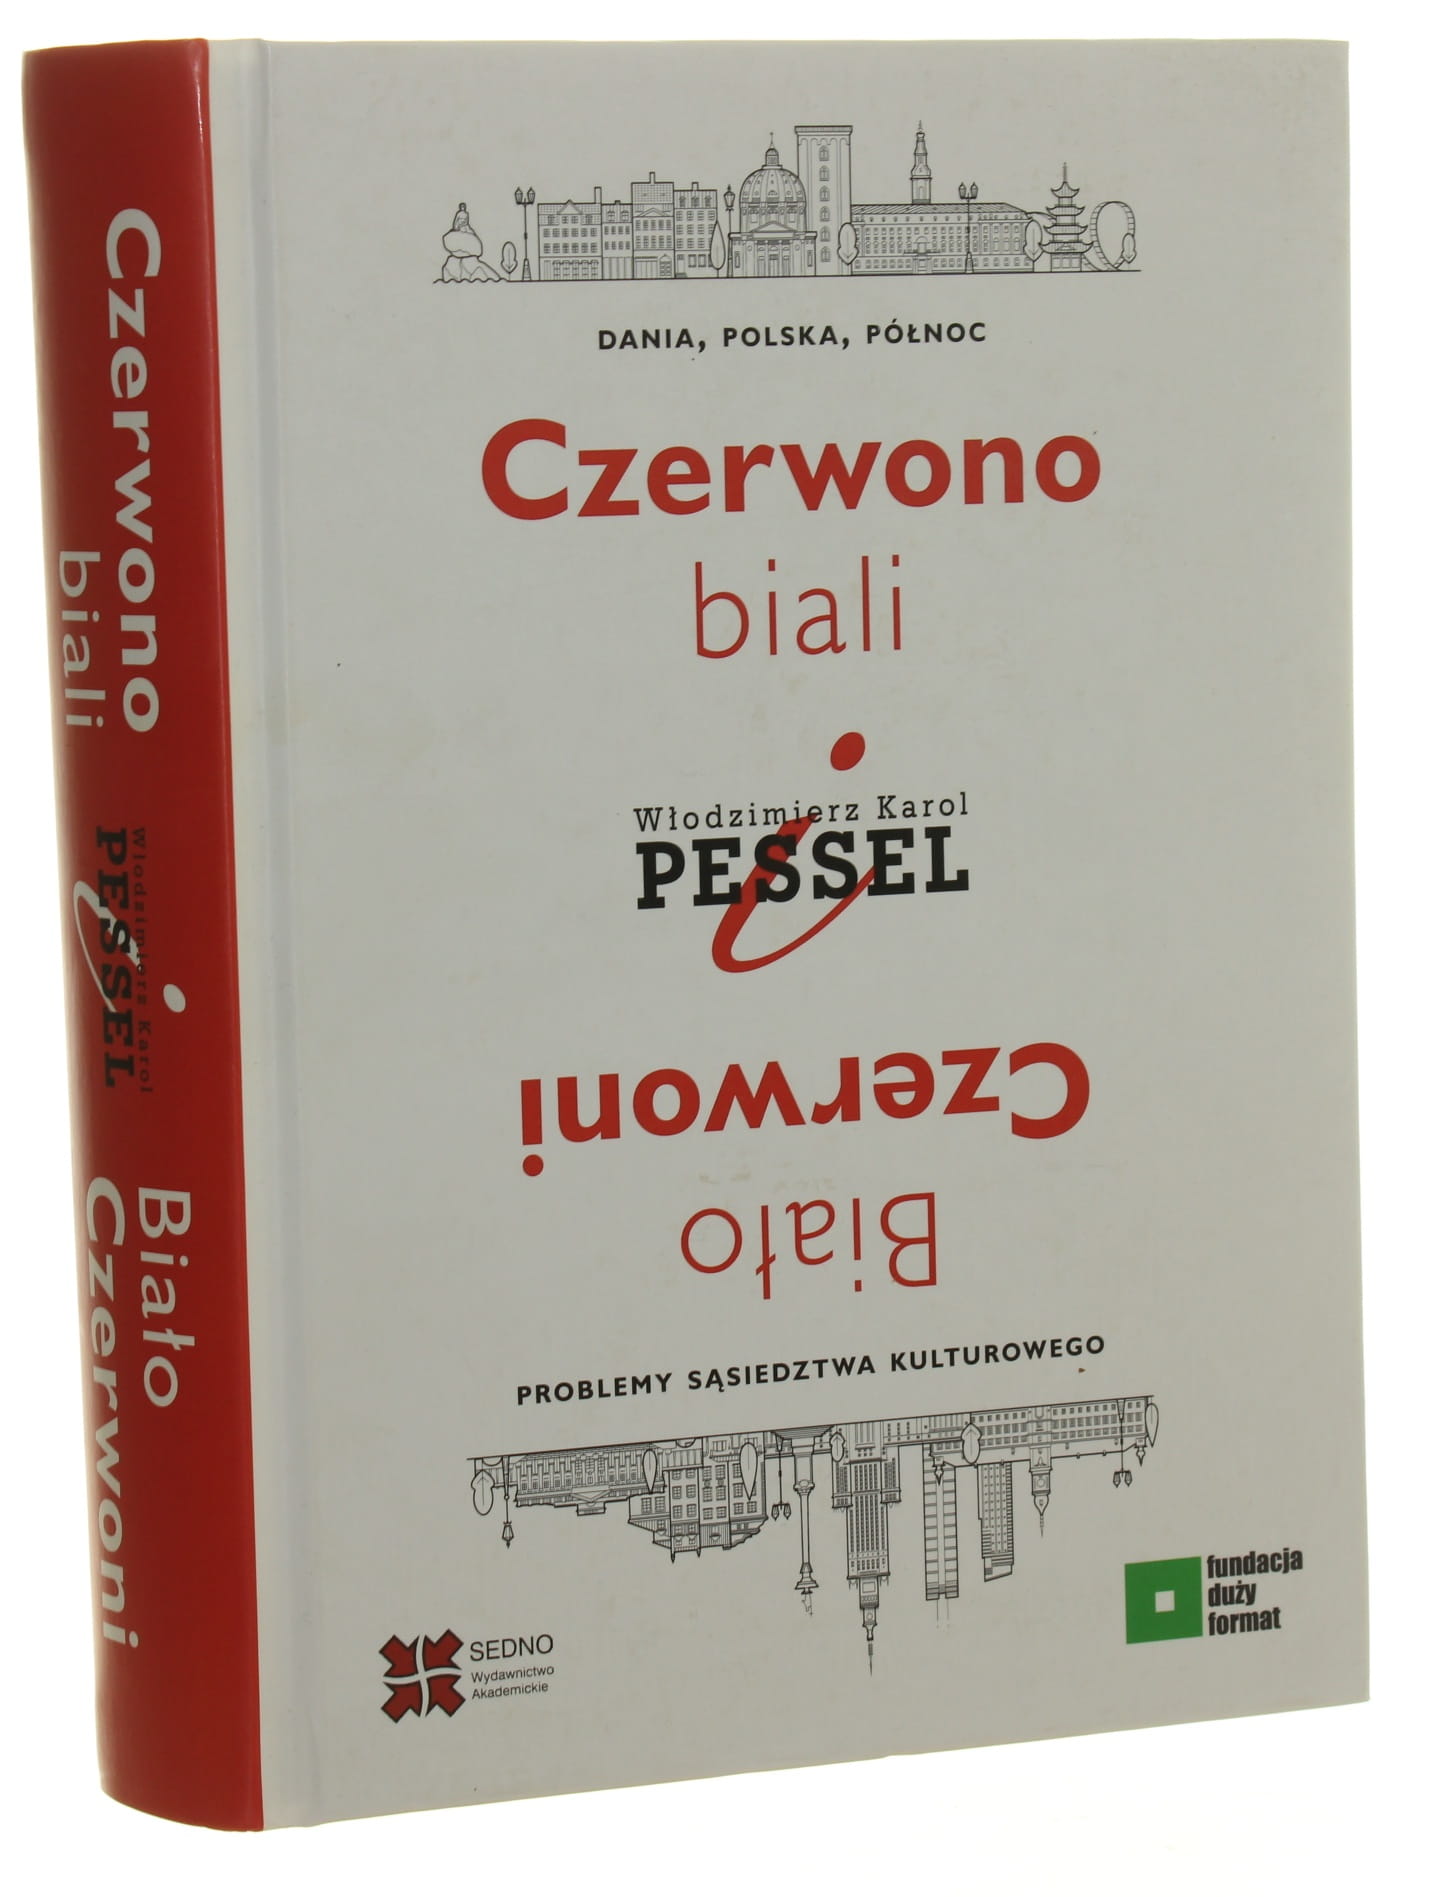 DANIA, POLSKA, PÓŁNOC
Czerwono
biali
i
Włodzimierz Karol
PESSEL
Biało
Czerwoni
PROBLEMY SĄSIEDZTWA KULTUROWEGO
SEDNO
Wydawnictwo
Akademickie
fundacja
duży
format
Czerwono
biali
i
Włodzimierz Karol
PESSEL
Biało
Czerwoni